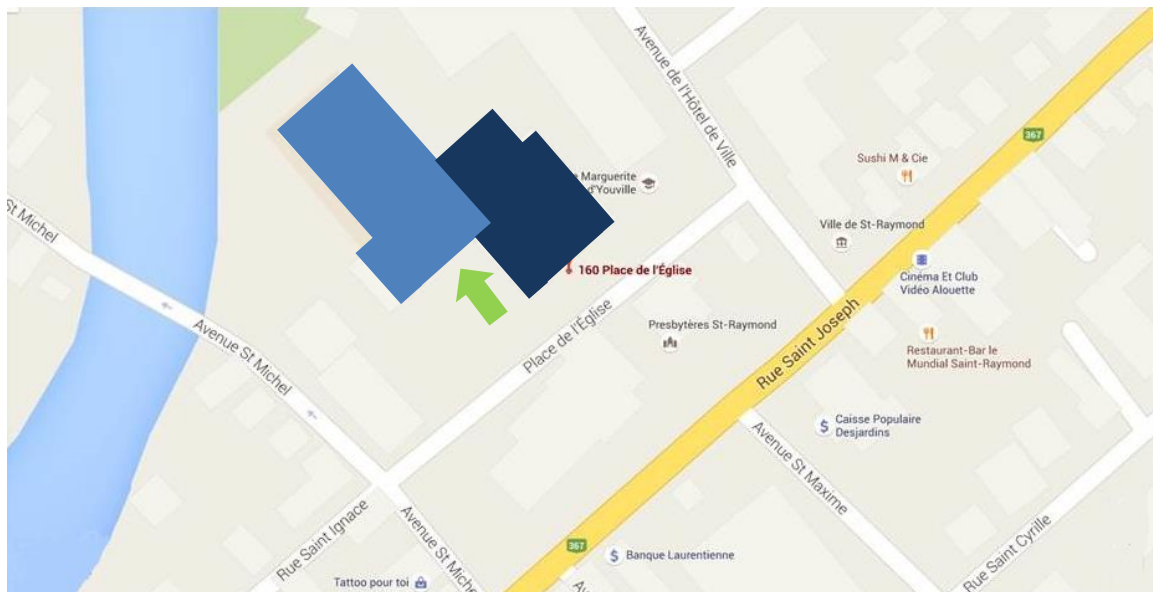 Avenue de l'Hôtel de Ville
367
Sushi M & Cie
Marguerite
d'Youville
St Michel
Ville de St-Raymond
160 Place de l'Église
Cinéma Et Club
Vidéo Alouette
Place de l'Église
Presbytères St-Raymond
Rue Saint Joseph
Avenue St Michel
Restaurant-Bar le
Mundial Saint-Raymond
Caisse Populaire
Desjardins
Avenue St Maxime
Rue Saint Ignace
Avenue St Miche
367
Banque Laurentienne
Rue Saint Cyrille
Tattoo pour toi
Av